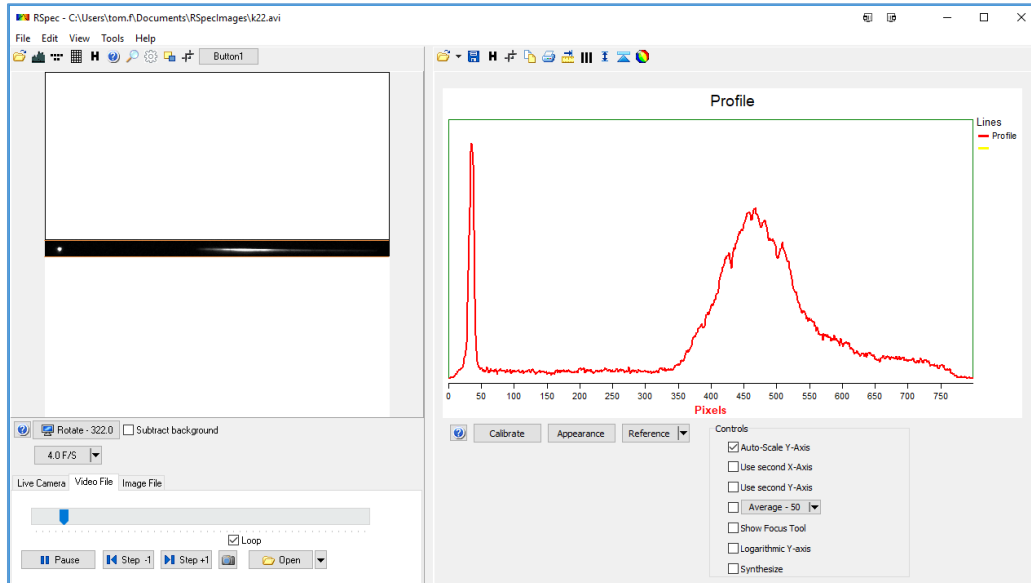 RSpec - C:\Users\tom.f\Documents\RSpecImages\k22.avi
File Edit View Tools Help
H Button1
H
Profile
Lines
Profile
0 50 100 150 200 250 300 350 400 450 500 550 600 650 700 750
Pixels
Rotate - 322.0 Subtract background
4.0 F/S
Live Camera Video File Image File
Loop
Pause Step -1 Step +1 Open
Calibrate Appearance Reference
Controls
Auto-Scale Y-Axis
Use second X-Axis
Use second Y-Axis
Average - 50
Show Focus Tool
Logarithmic Y-axis
Synthesize